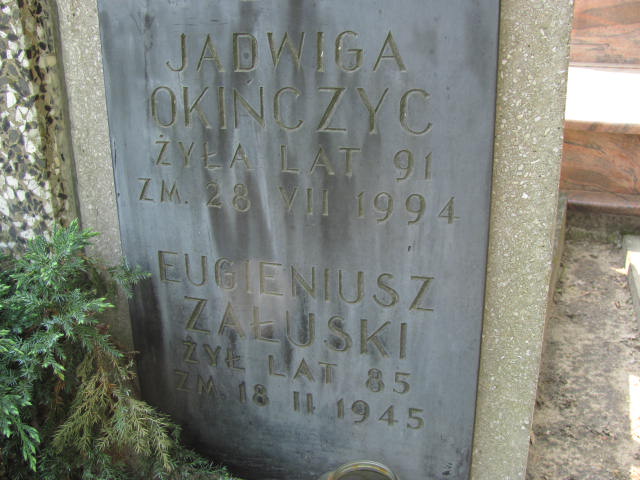 JADWIGA
OKIŃCZYC
ŻYŁA LAT 91
ZM. 28 VII 1994
EUGIENIUSZ
ZAŁUSKI
ŻYŁ LAT 85
ZM. 18 II 1945